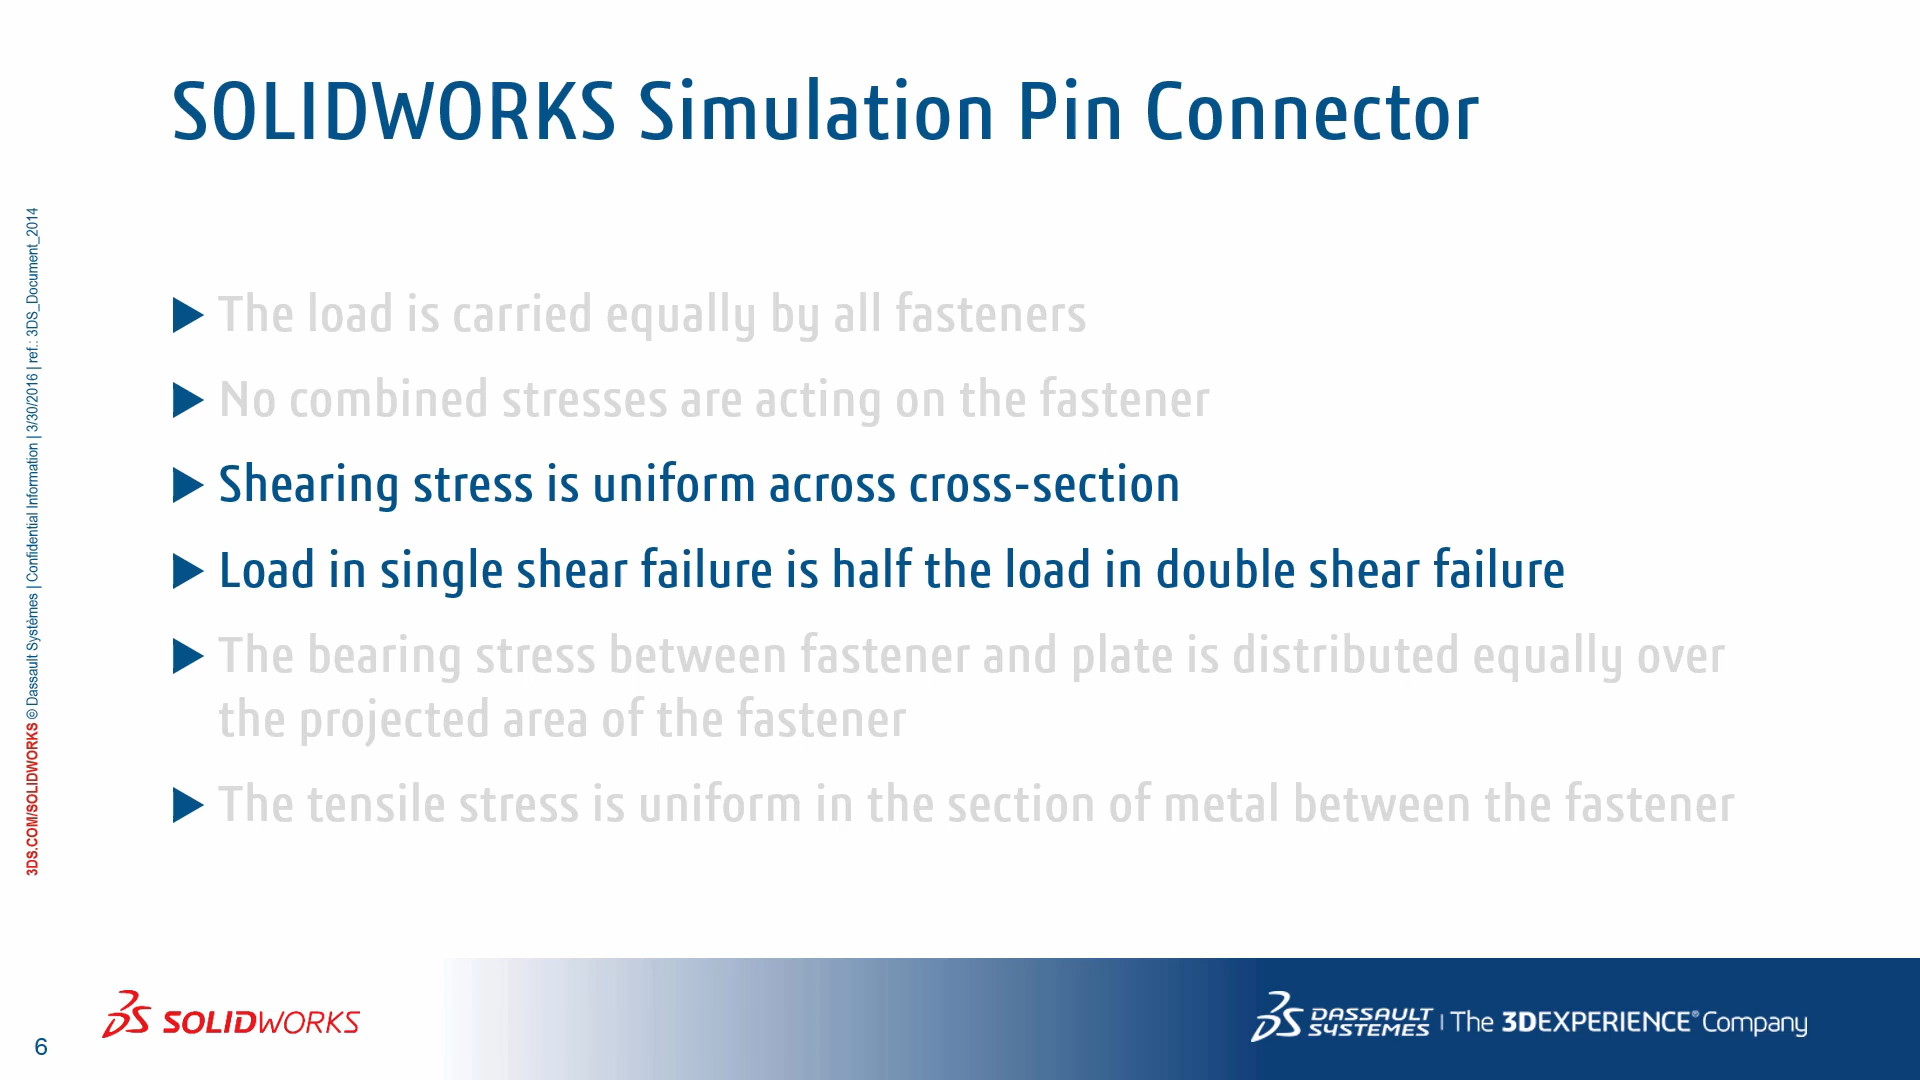 SOLIDWORKS Simulation Pin Connector
The load is carried equally by all fasteners
No combined stresses are acting on the fastener
Shearing stress is uniform across cross-section
Load in single shear failure is half the load in double shear failure
The bearing stress between fastener and plate is distributed equally over
the projected area of the fastener
The tensile stress is uniform in the section of metal between the fastener
3DS.COM/SOLIDWORKS © Dassault Systèmes | Confidential Information | 3/30/2016 | ref.: 3DS_Document_2014
6
SOLIDWORKS
DASSAULT SYSTEMES | The 3DEXPERIENCE® Company